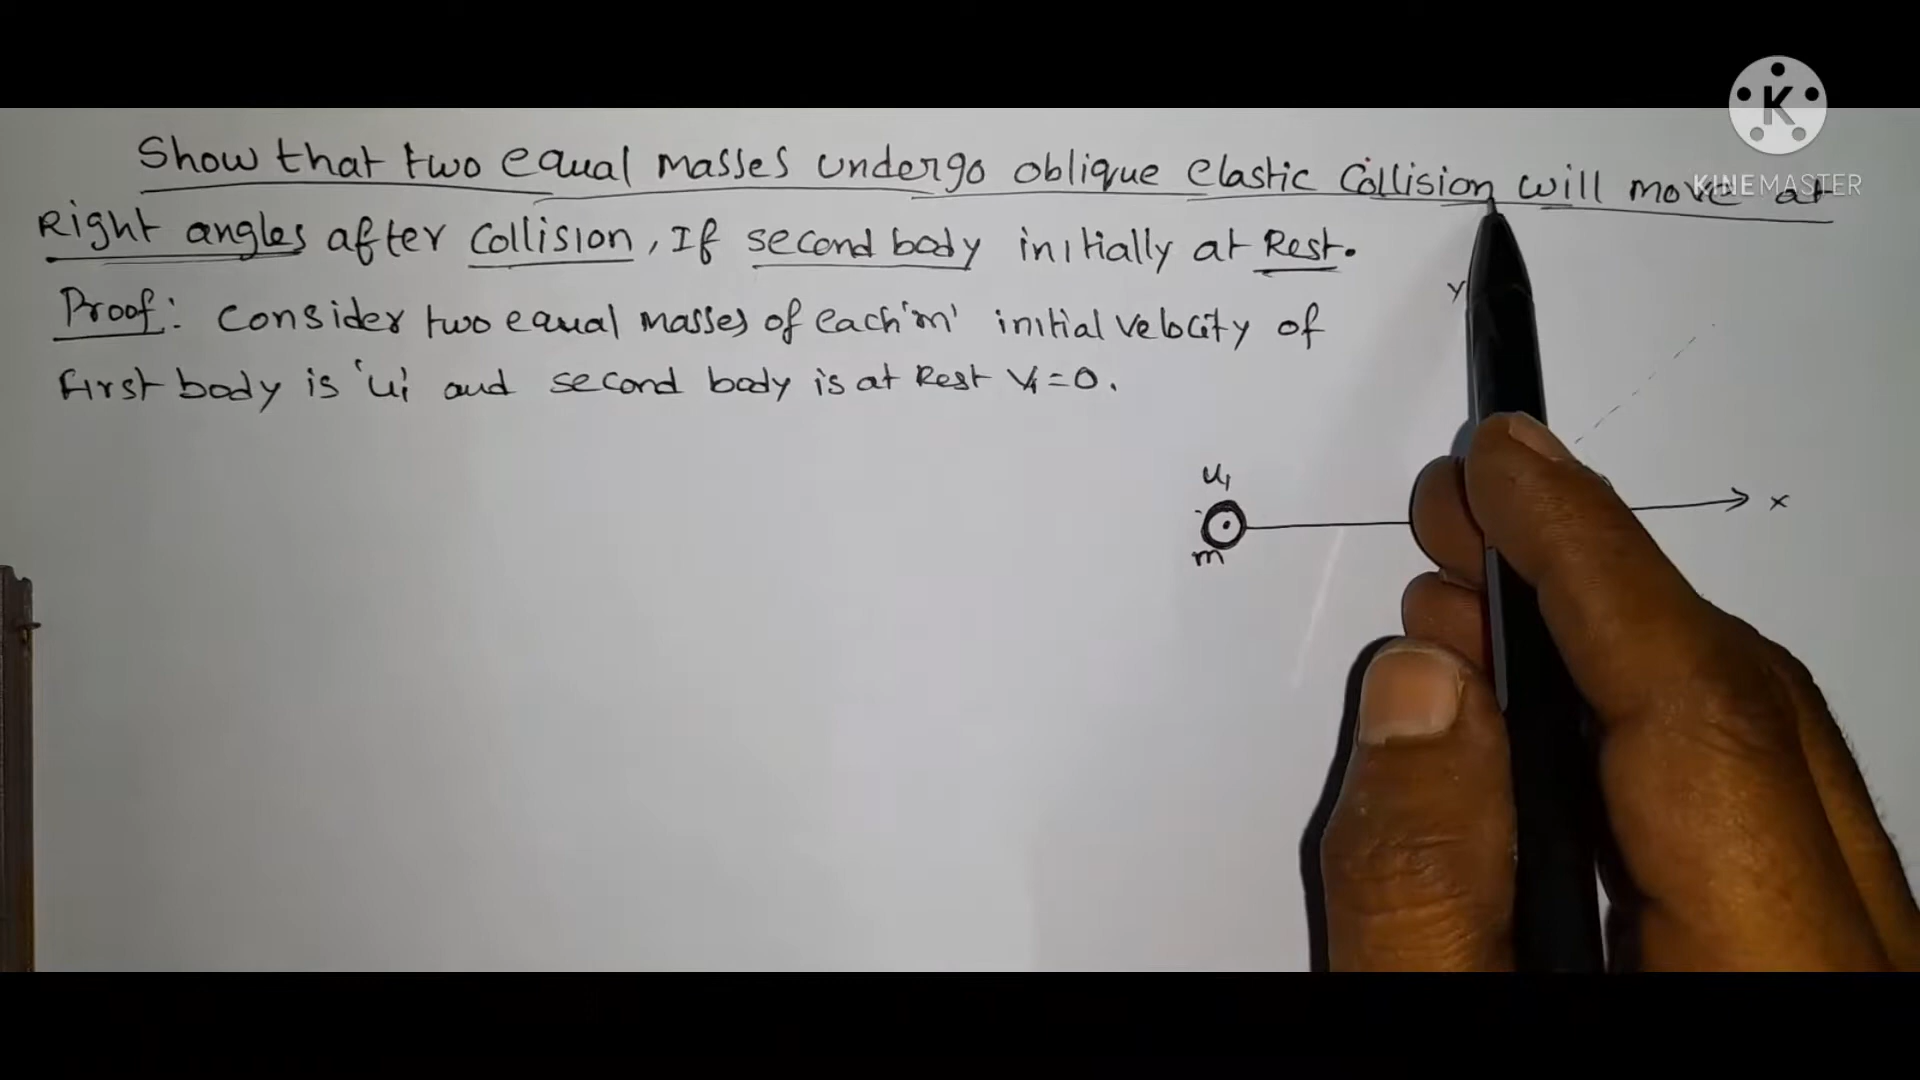 K
KINEMASTER
Show that two equal masses undergo oblique elastic Collision will move at
Right angles after Collision, If second body initially at Rest.
Proof: Consider two equal masses of each 'm' initial velocity of
First body is 'u₁' and second body is at Rest V₁=0.
y
u₁
x
m